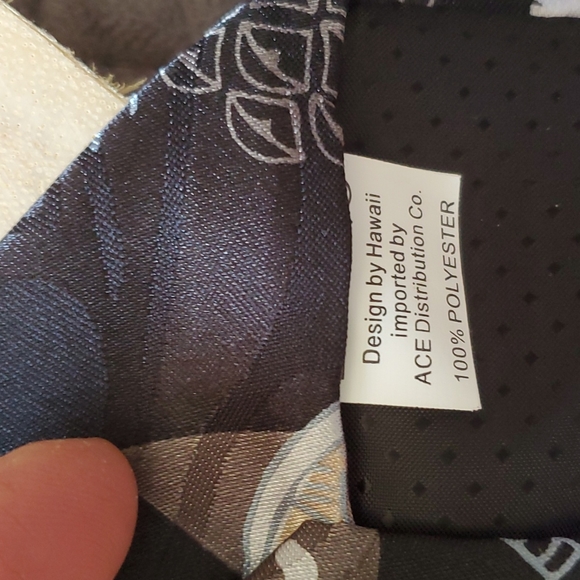 Design by Hawaii
imported by
ACE Distribution Co.
100% POLYESTER